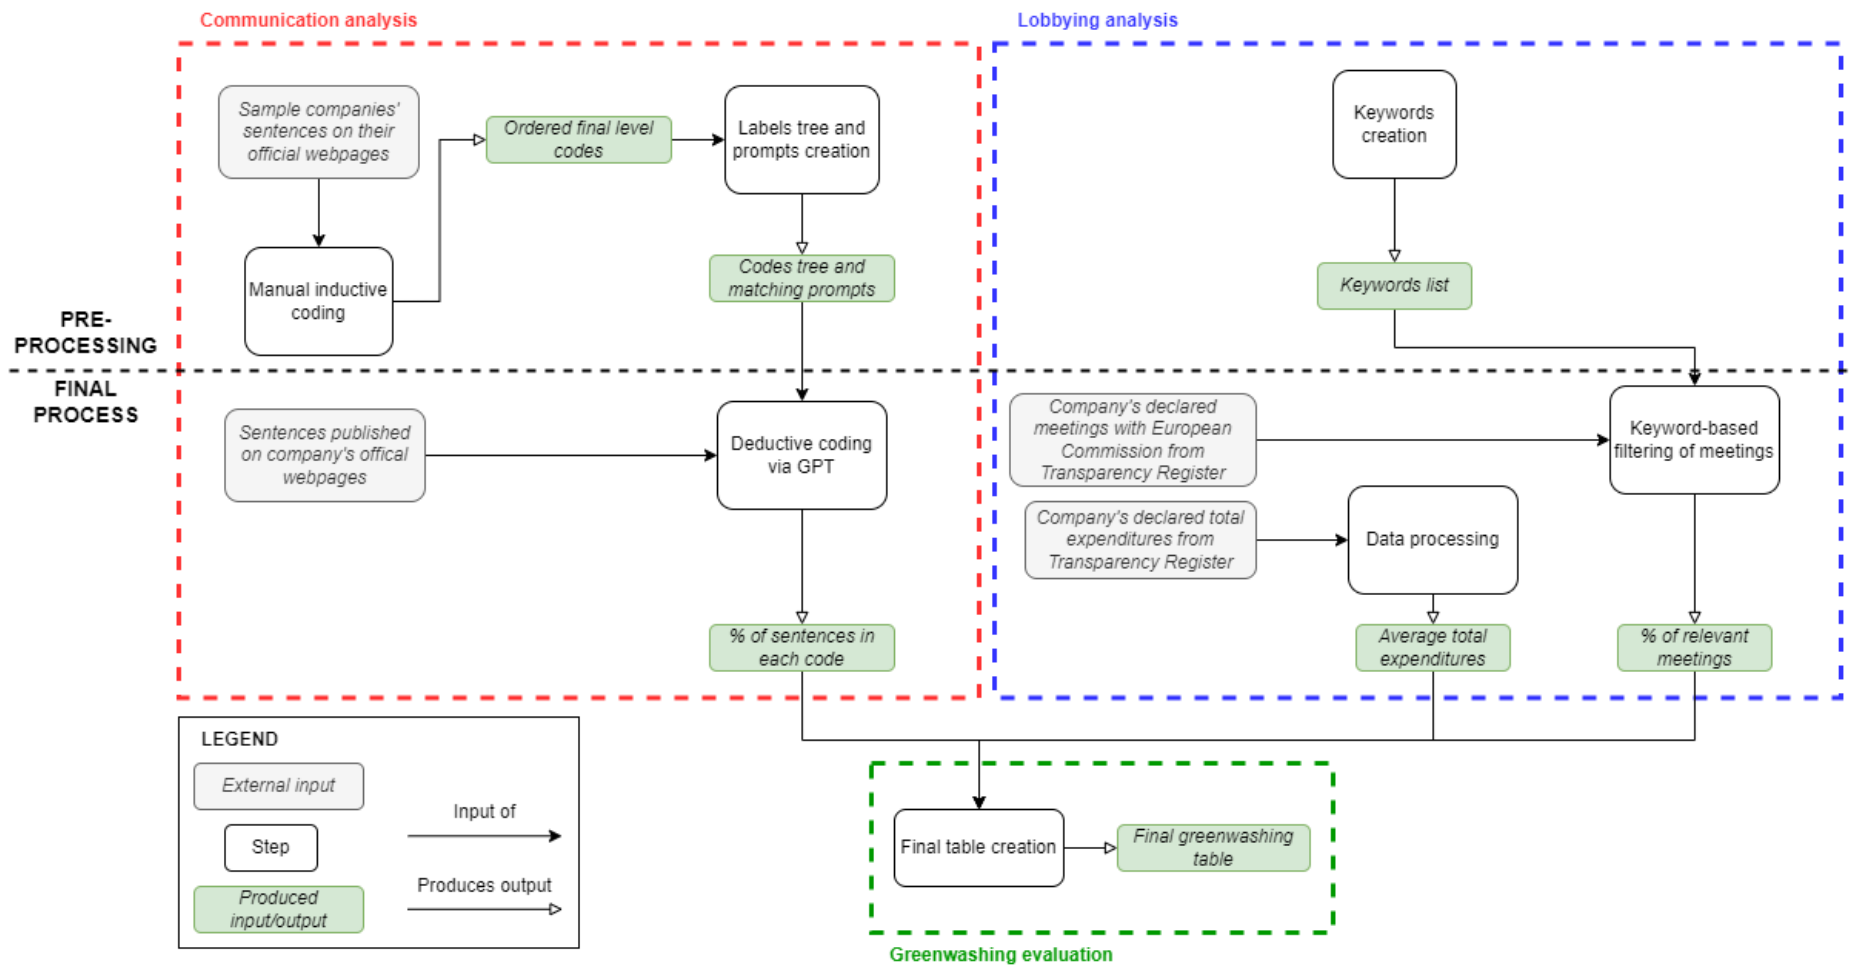 Communication analysis
Lobbying analysis
Sample companies'
sentences on their
official webpages
Ordered final level
codes
Labels tree and
prompts creation
Keywords
creation
Manual inductive
coding
Codes tree and
matching prompts
Keywords list
PRE-
PROCESSING
FINAL
PROCESS
Sentences published
on company's offical
webpages
Deductive coding
via GPT
Company's declared
meetings with European
Commission from
Transparency Register
Keyword-based
filtering of meetings
Company's declared total
expenditures from
Transparency Register
Data processing
% of sentences in
each code
Average total
expenditures
% of relevant
meetings
LEGEND
External input
Input of
Step
Produces output
Produced
input/output
Final table creation
Final greenwashing
table
Greenwashing evaluation